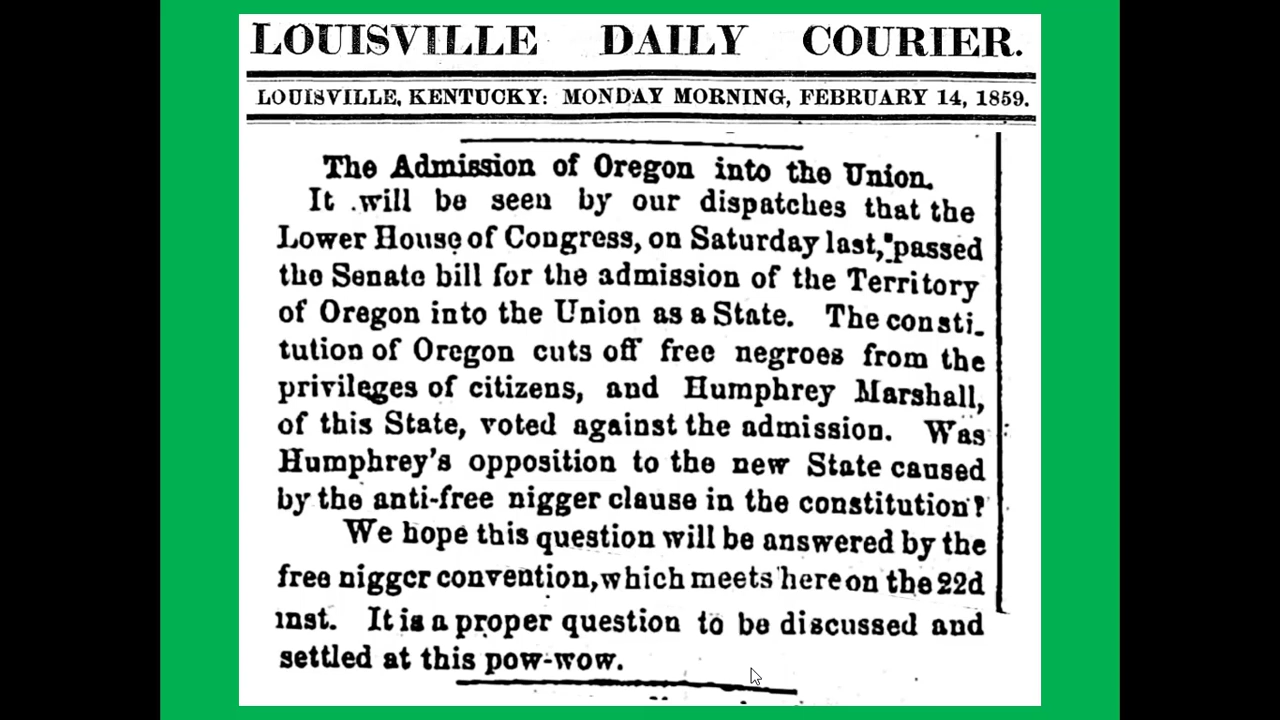 LOUISVILLE DAILY COURIER.
LOUISVILLE, KENTUCKY: MONDAY MORNING, FEBRUARY 14, 1859.
The Admission of Oregon into the Union.
It will be seen by our dispatches that the
Lower House of Congress, on Saturday last, passed
the Senate bill for the admission of the Territory
of Oregon into the Union as a State. The consti-
tution of Oregon cuts off free negroes from the
privileges of citizens, and Humphrey Marshall,
of this State, voted against the admission. Was
Humphrey's opposition to the new State caused
by the anti-free nigger clause in the constitution?
We hope this question will be answered by the
free nigger convention, which meets here on the 22d
inst. It is a proper question to be discussed and
settled at this pow-wow.